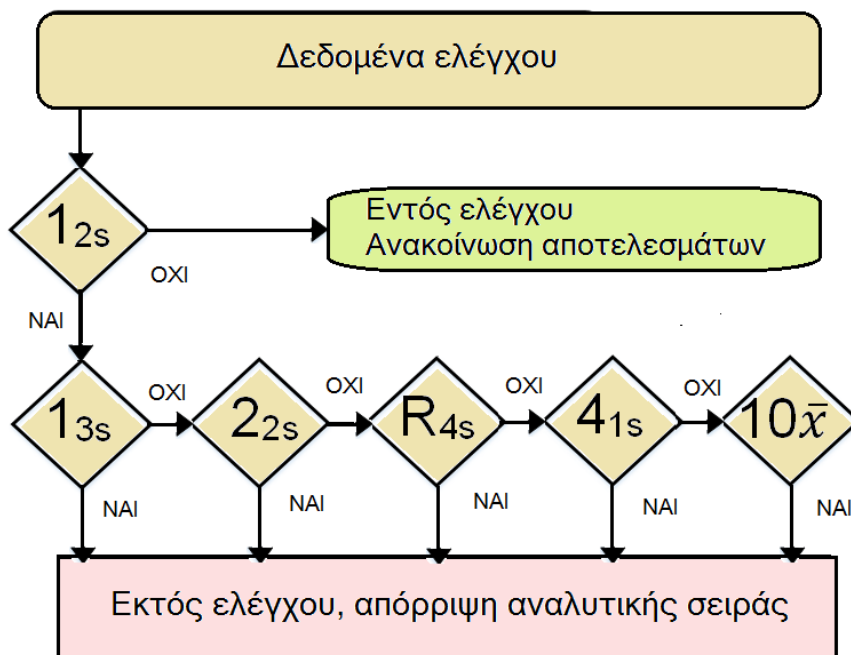 Δεδομένα ελέγχου
1₂ₛ
Εντός ελέγχου
Ανακοίνωση αποτελεσμάτων
ΟΧΙ
ΝΑΙ
1₃ₛ
ΟΧΙ
2₂ₛ
ΟΧΙ
R₄ₛ
ΟΧΙ
4₁ₛ
ΟΧΙ
10x̄
ΝΑΙ
ΝΑΙ
ΝΑΙ
ΝΑΙ
ΝΑΙ
Εκτός ελέγχου, απόρριψη αναλυτικής σειράς